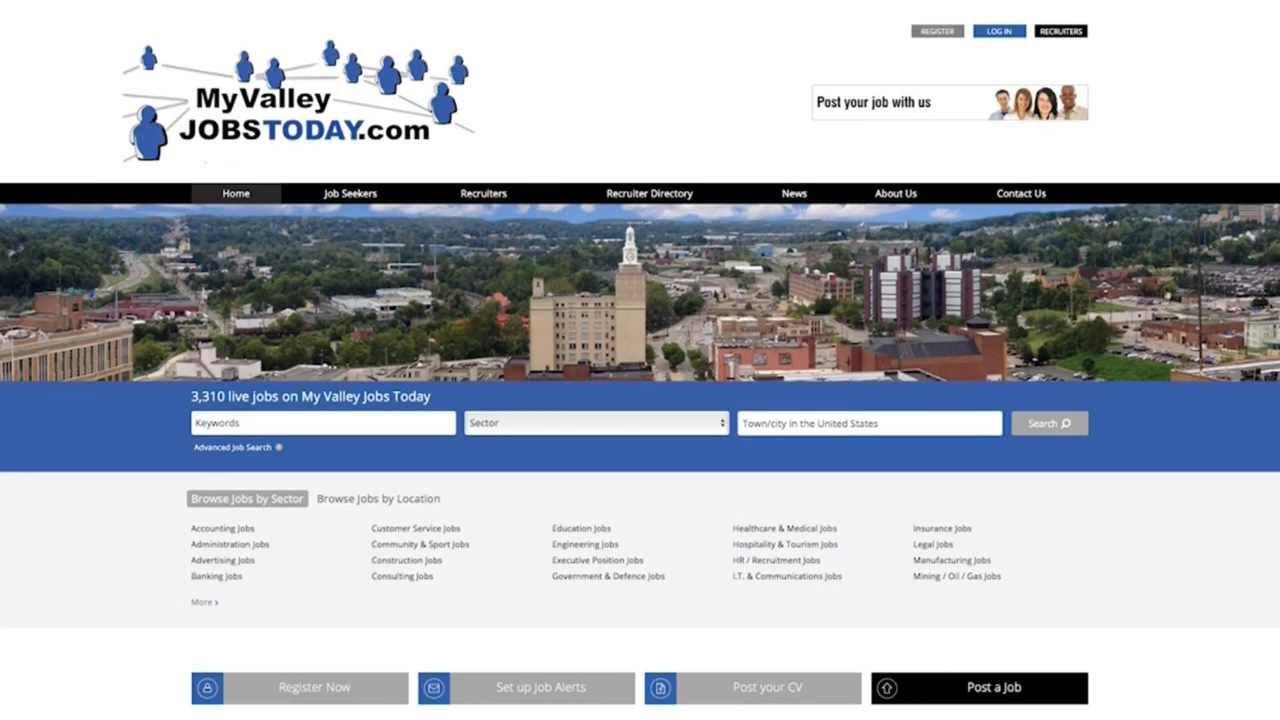 REGISTER LOG IN RECRUITERS
MyValley
JOBSTODAY.com
Post your job with us
Home Job Seekers Recruiters Recruiter Directory News About Us Contact Us
3,310 live jobs on My Valley Jobs Today
Keywords Sector Town/city in the United States Search
Advanced Job Search
Browse Jobs by Sector Browse Jobs by Location
Accounting Jobs Customer Service Jobs Education Jobs Healthcare & Medical Jobs Insurance Jobs
Administration Jobs Community & Sport Jobs Engineering Jobs Hospitality & Tourism Jobs Legal Jobs
Advertising Jobs Construction Jobs Executive Position Jobs HR / Recruitment Jobs Manufacturing Jobs
Banking Jobs Consulting Jobs Government & Defence Jobs I.T. & Communications Jobs Mining / Oil / Gas Jobs
More >
Register Now Set up Job Alerts Post your CV Post a Job